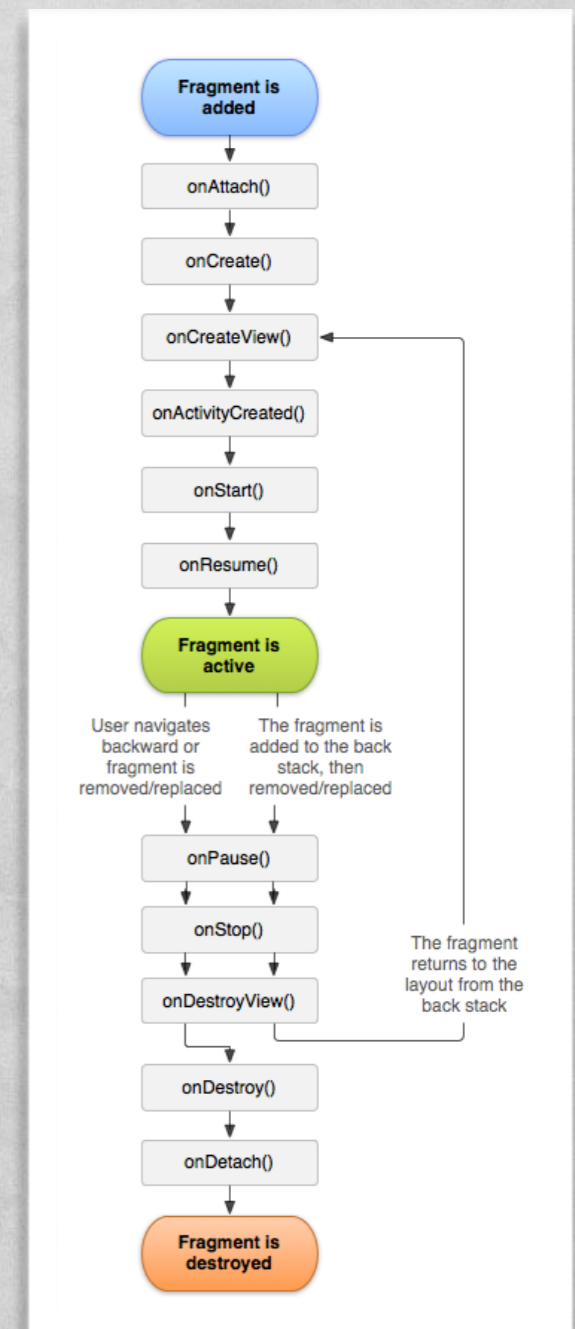 Fragment is
added
onAttach()
onCreate()
onCreateView()
onActivityCreated()
onStart()
onResume()
Fragment is
active
User navigates
backward or
fragment is
removed/replaced
The fragment is
added to the back
stack, then
removed/replaced
onPause()
onStop()
onDestroyView()
The fragment
returns to the
layout from the
back stack
onDestroy()
onDetach()
Fragment is
destroyed